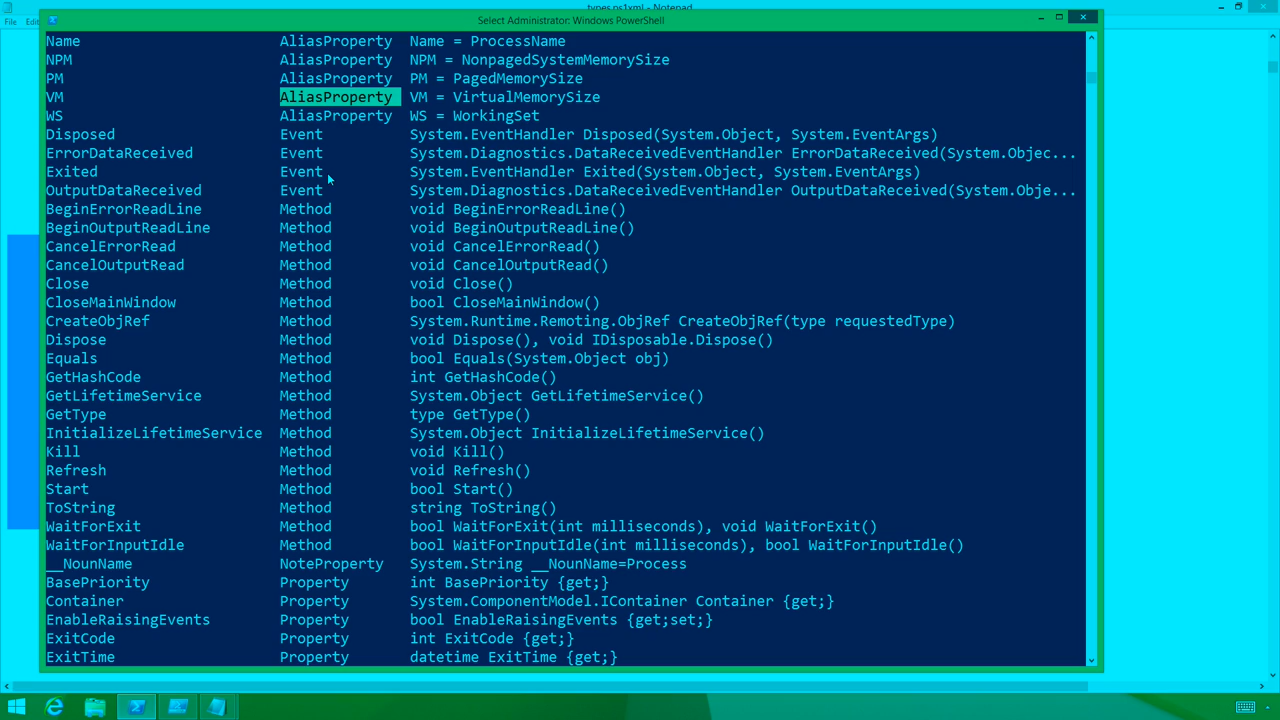 types.ps1xml - Notepad
File Edit
Select Administrator: Windows PowerShell
Name AliasProperty Name = ProcessName
NPM AliasProperty NPM = NonpagedSystemMemorySize
PM AliasProperty PM = PagedMemorySize
VM AliasProperty VM = VirtualMemorySize
WS AliasProperty WS = WorkingSet
Disposed Event System.EventHandler Disposed(System.Object, System.EventArgs)
ErrorDataReceived Event System.Diagnostics.DataReceivedEventHandler ErrorDataReceived(System.Objec...
Exited Event System.EventHandler Exited(System.Object, System.EventArgs)
OutputDataReceived Event System.Diagnostics.DataReceivedEventHandler OutputDataReceived(System.Obje...
BeginErrorReadLine Method void BeginErrorReadLine()
BeginOutputReadLine Method void BeginOutputReadLine()
CancelErrorRead Method void CancelErrorRead()
CancelOutputRead Method void CancelOutputRead()
Close Method void Close()
CloseMainWindow Method bool CloseMainWindow()
CreateObjRef Method System.Runtime.Remoting.ObjRef CreateObjRef(type requestedType)
Dispose Method void Dispose(), void IDisposable.Dispose()
Equals Method bool Equals(System.Object obj)
GetHashCode Method int GetHashCode()
GetLifetimeService Method System.Object GetLifetimeService()
GetType Method type GetType()
InitializeLifetimeService Method System.Object InitializeLifetimeService()
Kill Method void Kill()
Refresh Method void Refresh()
Start Method bool Start()
ToString Method string ToString()
WaitForExit Method bool WaitForExit(int milliseconds), void WaitForExit()
WaitForInputIdle Method bool WaitForInputIdle(int milliseconds), bool WaitForInputIdle()
__NounName NoteProperty System.String __NounName=Process
BasePriority Property int BasePriority {get;}
Container Property System.ComponentModel.IContainer Container {get;}
EnableRaisingEvents Property bool EnableRaisingEvents {get;set;}
ExitCode Property int ExitCode {get;}
ExitTime Property datetime ExitTime {get;}